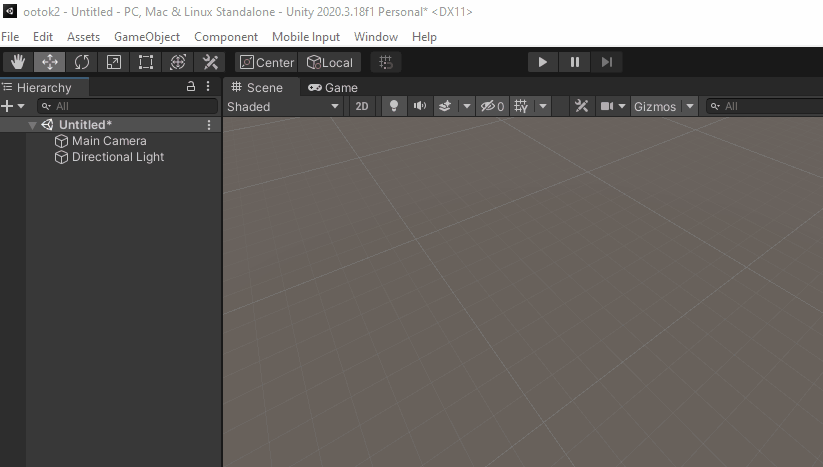 ootok2 - Untitled - PC, Mac & Linux Standalone - Unity 2020.3.18f1 Personal* <DX11>
File Edit Assets GameObject Component Mobile Input Window Help
Center Local
Hierarchy
All
Untitled*
Main Camera
Directional Light
Scene Game
Shaded 2D 0 Gizmos All